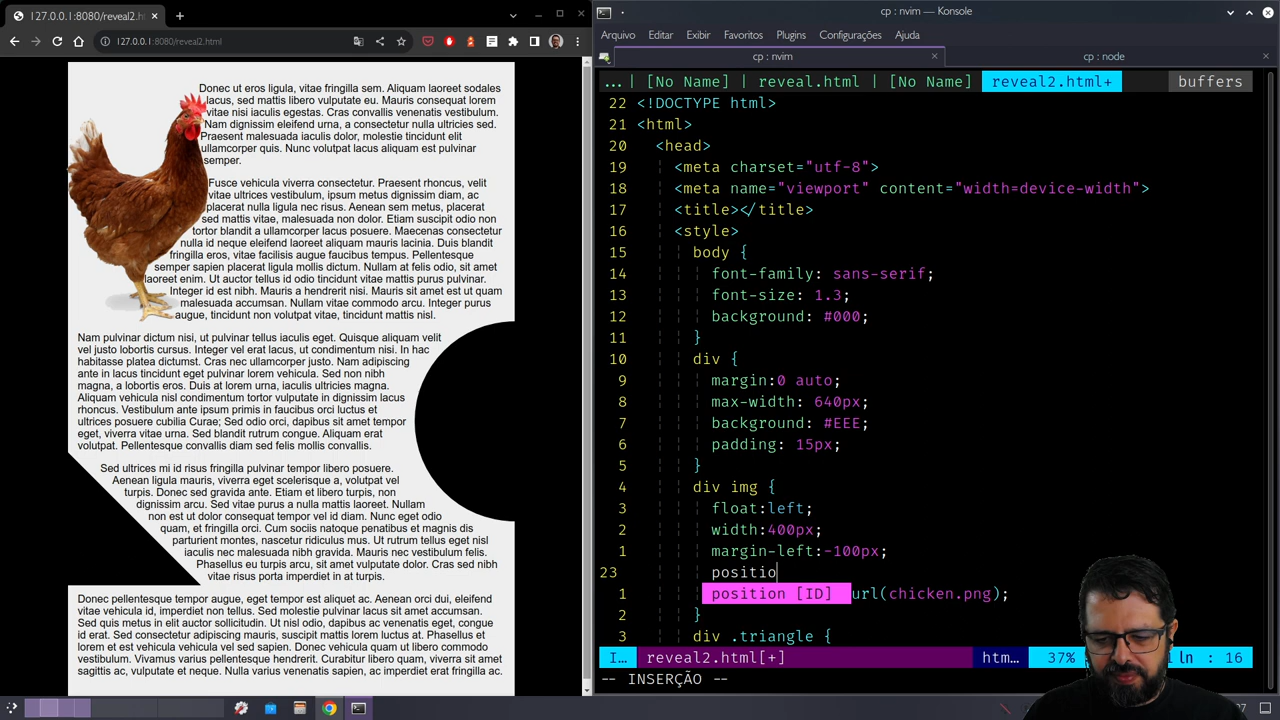 127.0.0.1:8080/reveal2.ht
127.0.0.1:8080/reveal2.html
Donec ut eros ligula, vitae fringilla sem. Aliquam laoreet sodales
lacus, sed mattis libero vulputate eu. Mauris consequat lorem
vitae nisi iaculis egestas. Cras convallis venenatis vestibulum.
Nam dignissim eleifend urna, a consectetur nulla ultrices sed.
Praesent malesuada iaculis dolor, molestie tincidunt elit
ullamcorper quis. Nunc volutpat lacus aliquam est pulvinar
semper.
Fusce vehicula viverra consectetur. Praesent rhoncus, velit
vitae ultrices vestibulum, ipsum metus dignissim diam, ac
placerat nulla ligula nec risus. Aenean sem metus, placerat
sed mattis vitae, malesuada non dolor. Etiam suscipit odio non
tortor blandit a ullamcorper lacus posuere. Maecenas consectetur
nulla id neque eleifend laoreet aliquam mauris lacinia. Duis blandit
fringilla eros, vitae facilisis augue faucibus tempus. Pellentesque
semper sapien placerat ligula mollis dictum. Nullam at felis odio, sit amet
laoreet enim. Ut auctor tellus id odio tincidunt vitae mattis purus pulvinar.
Integer id est nibh. Mauris a hendrerit nisi. Mauris sit amet est ut quam
malesuada accumsan. Nullam vitae commodo arcu. Integer purus
augue, tincidunt non volutpat vitae, tincidunt mattis nisl.
Nam pulvinar dictum nisi, ut pulvinar tellus iaculis eget. Quisque aliquam velit
vel justo lobortis cursus. Integer vel erat lacus, ut condimentum nisi. In hac
habitasse platea dictumst. Cras nec ullamcorper justo. Nam adipiscing
ante in lacus tincidunt eget pulvinar lorem vehicula. Sed non nibh
magna, a lobortis eros. Duis at lorem urna, iaculis ultricies magna.
Aliquam vehicula nisl condimentum tortor vulputate in dignissim lacus
rhoncus. Vestibulum ante ipsum primis in faucibus orci luctus et
ultrices posuere cubilia Curae; Sed odio orci, dapibus sit amet tempor
eget, viverra vitae urna. Sed blandit rutrum congue. Aliquam erat
volutpat. Pellentesque convallis diam sed felis mollis convallis.
Sed ultrices mi id risus fringilla pulvinar tempor libero posuere.
Aenean ligula mauris, viverra eget scelerisque a, volutpat vel
turpis. Donec sed gravida ante. Etiam et libero turpis, non
dignissim arcu. Sed vitae purus a nulla mattis laoreet. Nullam
non est ut dolor consequat tempor vel id diam. Nunc eget odio
quam, et fringilla orci. Cum sociis natoque penatibus et magnis dis
parturient montes, nascetur ridiculus mus. Ut rutrum tellus eget nisl
iaculis nec malesuada nibh gravida. Mauris nec vestibulum felis.
Phasellus eu turpis arcu, sit amet vestibulum dolor. Cras sed nibh
vitae risus porta imperdiet in at turpis.
Donec pellentesque tempor augue, eget tempor est aliquet ac. Aenean orci dui, eleifend
vitae vehicula id, imperdiet non tellus. Sed molestie pulvinar sem at accumsan.
Sed quis metus in elit auctor sollicitudin. Ut nisl odio, dapibus ac venenatis eget, congue
id erat. Sed consectetur adipiscing mauris, suscipit mattis lorem luctus at. Phasellus et
lorem et est vehicula vehicula vel sed sapien. Donec vehicula quam ut libero commodo
vestibulum. Vivamus varius pellentesque hendrerit. Curabitur libero quam, viverra sit amet
sagittis ac, vulputate et neque. Nulla varius venenatis sapien, ac imperdiet erat fringilla ac.
cp : nvim — Konsole
Arquivo Editar Exibir Favoritos Plugins Configurações Ajuda
cp : nvim cp : node
... | [No Name] | reveal.html | [No Name] reveal2.html+ buffers
22 <!DOCTYPE html>
21 <html>
20 <head>
19 <meta charset="utf-8">
18 <meta name="viewport" content="width=device-width">
17 <title></title>
16 <style>
15 body {
14 font-family: sans-serif;
13 font-size: 1.3;
12 background: #000;
11 }
10 div {
9 margin:0 auto;
8 max-width: 640px;
7 background: #EEE;
6 padding: 15px;
5 }
4 div img {
3 float:left;
2 width:400px;
1 margin-left:-100px;
23 positio
1 position [ID] url(chicken.png);
2 }
3 div .triangle {
I... reveal2.html[+] htm... 37% ln : 16
-- INSERÇÃO --